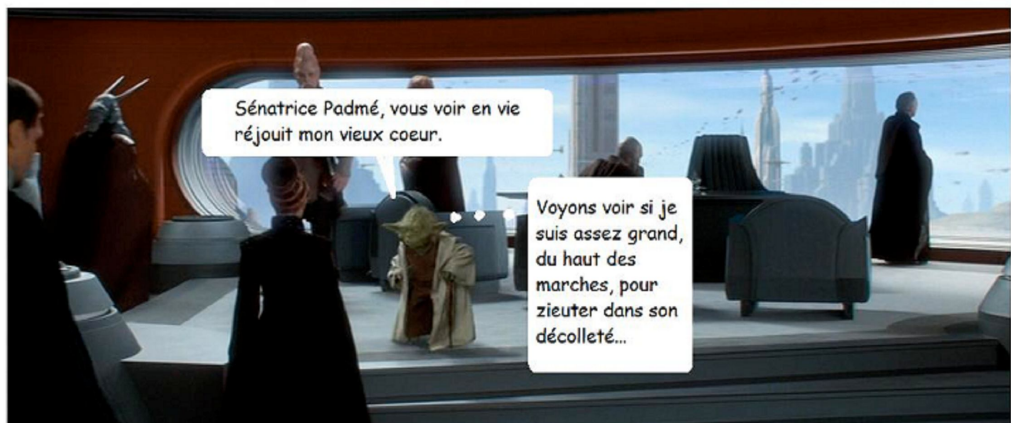 Sénatrice Padmé, vous voir en vie
réjouit mon vieux coeur.
Voyons voir si je
suis assez grand,
du haut des
marches, pour
zieuter dans son
décolleté...